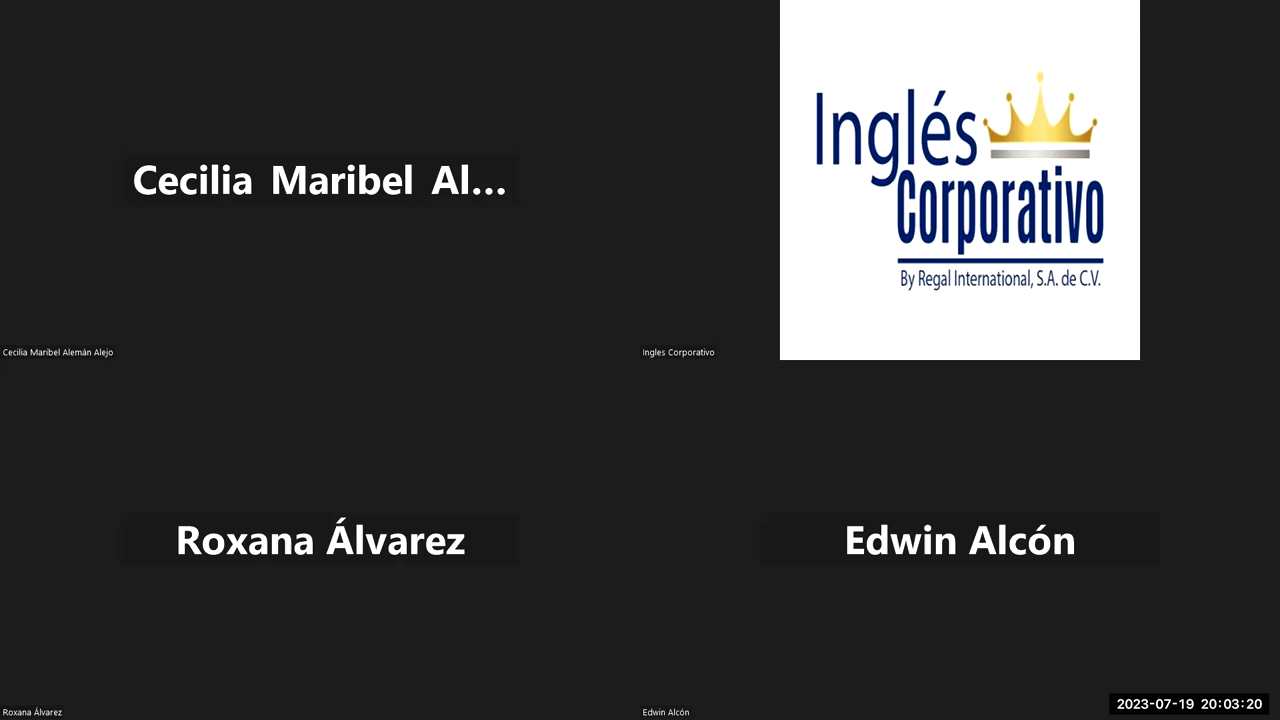 Cecilia Maribel Al...
Cecilia Maribel Alemán Alejo
Inglés
Corporativo
By Regal International, S.A. de C.V.
Ingles Corporativo
Roxana Álvarez
Roxana Álvarez
Edwin Alcón
Edwin Alcón
2023-07-19 20:03:20